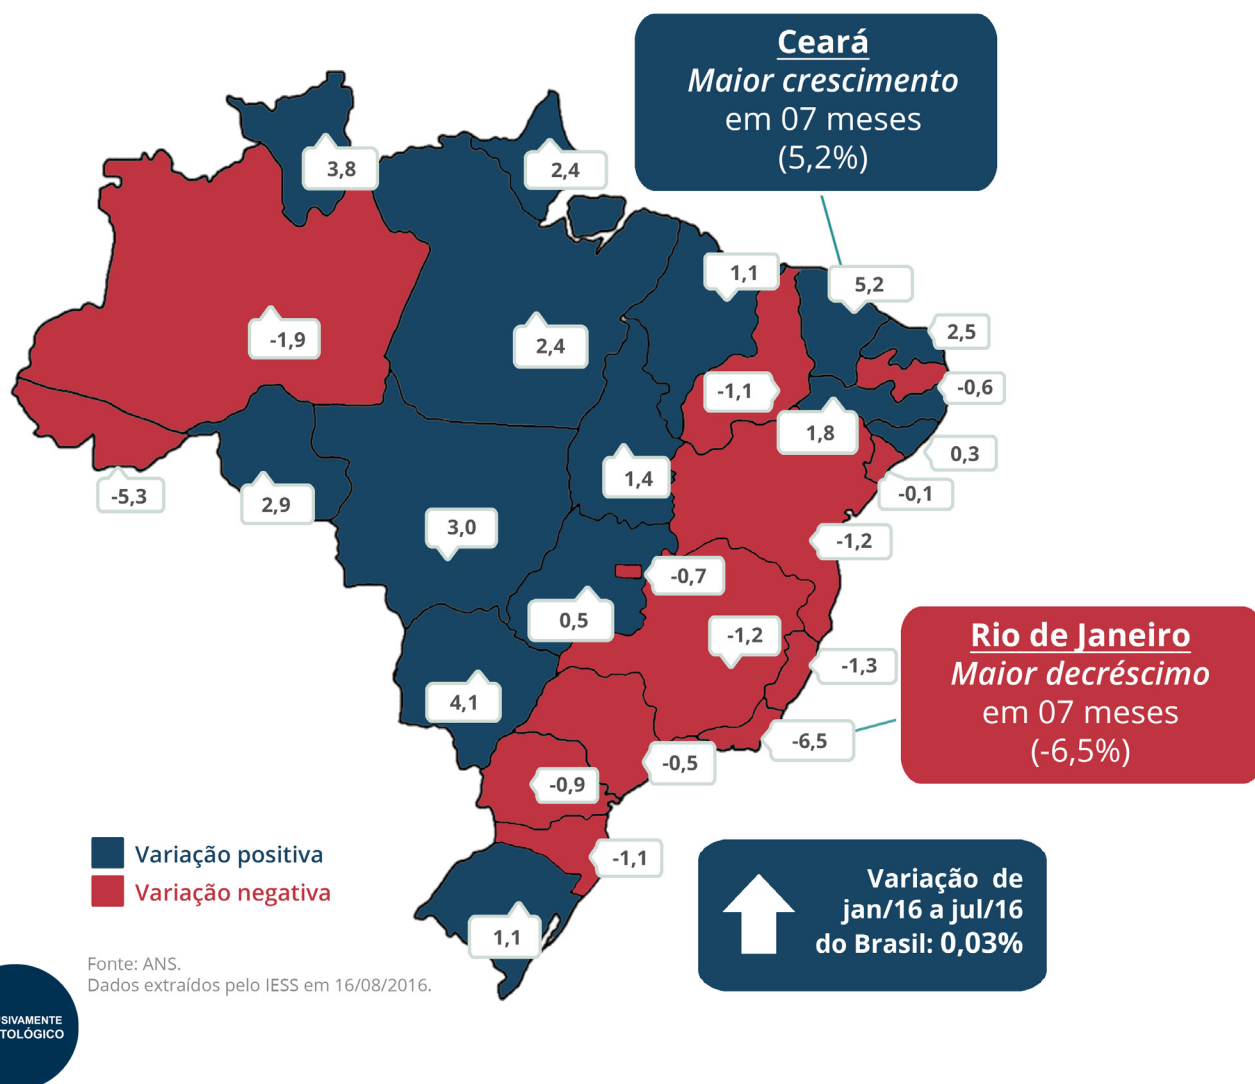 Ceará
Maior crescimento
em 07 meses
(5,2%)
3,8
2,4
1,1
5,2
2,5
-1,9
2,4
-1,1
-0,6
1,8
0,3
-5,3
2,9
1,4
-0,1
3,0
-1,2
-0,7
0,5
-1,2
-1,3
4,1
-6,5
-0,5
-0,9
-1,1
1,1
Rio de Janeiro
Maior decréscimo
em 07 meses
(-6,5%)
Variação positiva
Variação negativa
Variação de
jan/16 a jul/16
do Brasil: 0,03%
Fonte: ANS.
Dados extraídos pelo IESS em 16/08/2016.
SIVAMENTE
TOLÓGICO